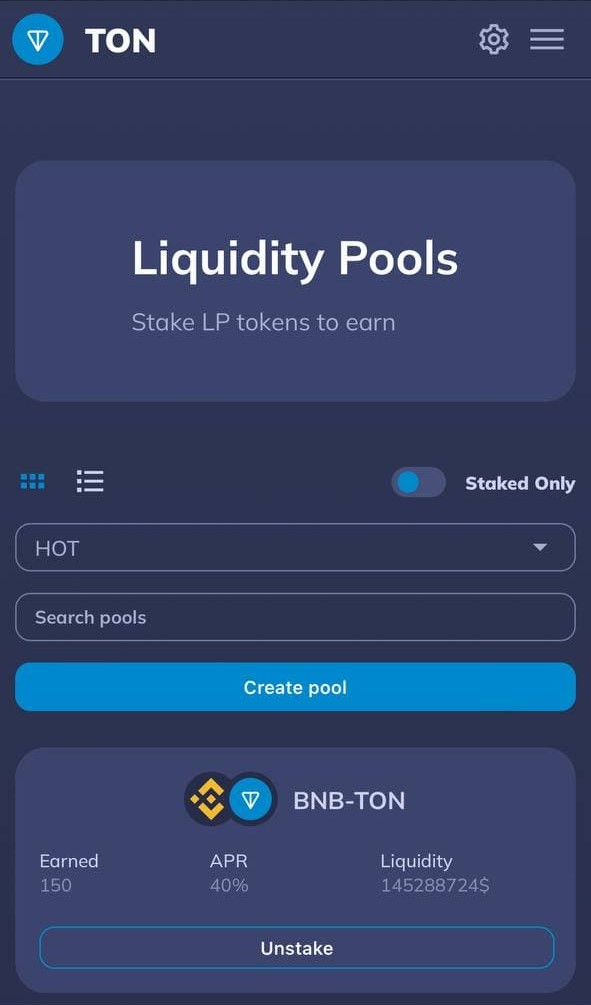 TON
Liquidity Pools
Stake LP tokens to earn
Staked Only
HOT
Search pools
Create pool
BNB-TON
Earned APR Liquidity
150 40% 145288724$
Unstake